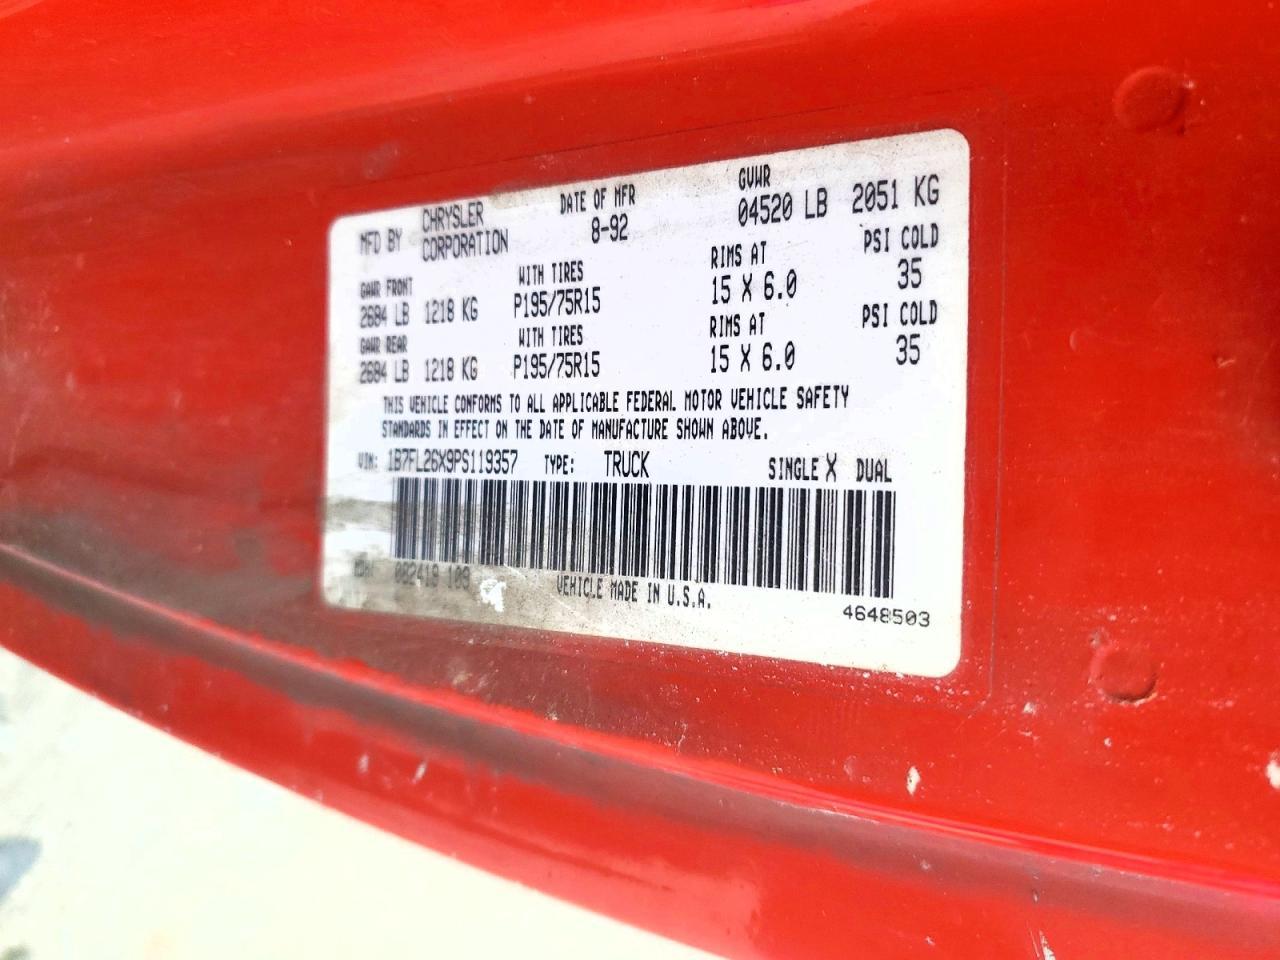 MFD BY CHRYSLER CORPORATION DATE OF MFR 8-92 GVWR 04520 LB 2051 KG
GAWR FRONT WITH TIRES RIMS AT PSI COLD
2684 LB 1218 KG P195/75R15 15 X 6.0 35
GAWR REAR WITH TIRES RIMS AT PSI COLD
2684 LB 1218 KG P195/75R15 15 X 6.0 35
THIS VEHICLE CONFORMS TO ALL APPLICABLE FEDERAL MOTOR VEHICLE SAFETY
STANDARDS IN EFFECT ON THE DATE OF MANUFACTURE SHOWN ABOVE.
VIN: 1B7FL26X9PS119357 TYPE: TRUCK SINGLE X DUAL
MDH: 082419 109
VEHICLE MADE IN U.S.A.
4648503